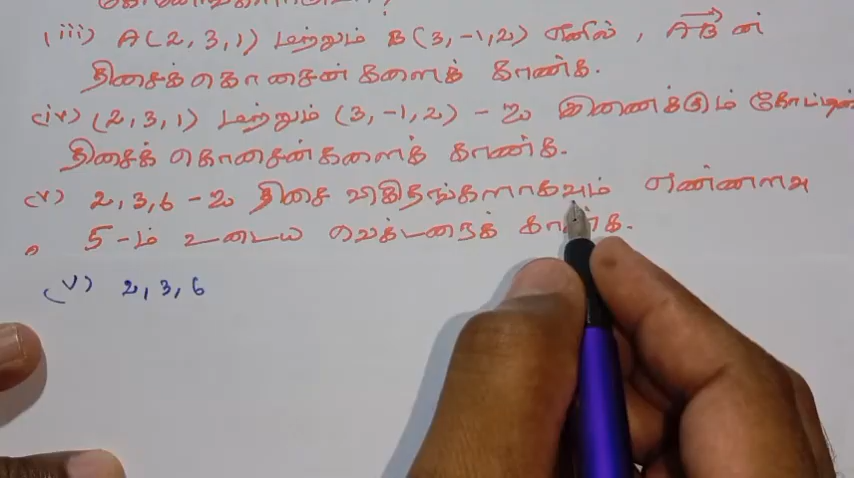 (iii) A(2, 3, 1) மற்றும் B(3, -1, 2) எனில், AB ன்
திசைக் கொசைன்களைக் காண்க.
(iv) (2, 3, 1) மற்றும் (3, -1, 2) - ஐ இணைக்கும் கோட்டின்
திசைக் கொசைன்களைக் காண்க.
(v) 2, 3, 6 - ஐ திசை விகிதங்களாகவும் எண்ணளவு
5-ம் உடைய வெக்டரைக் காண்க.
(v) 2, 3, 6